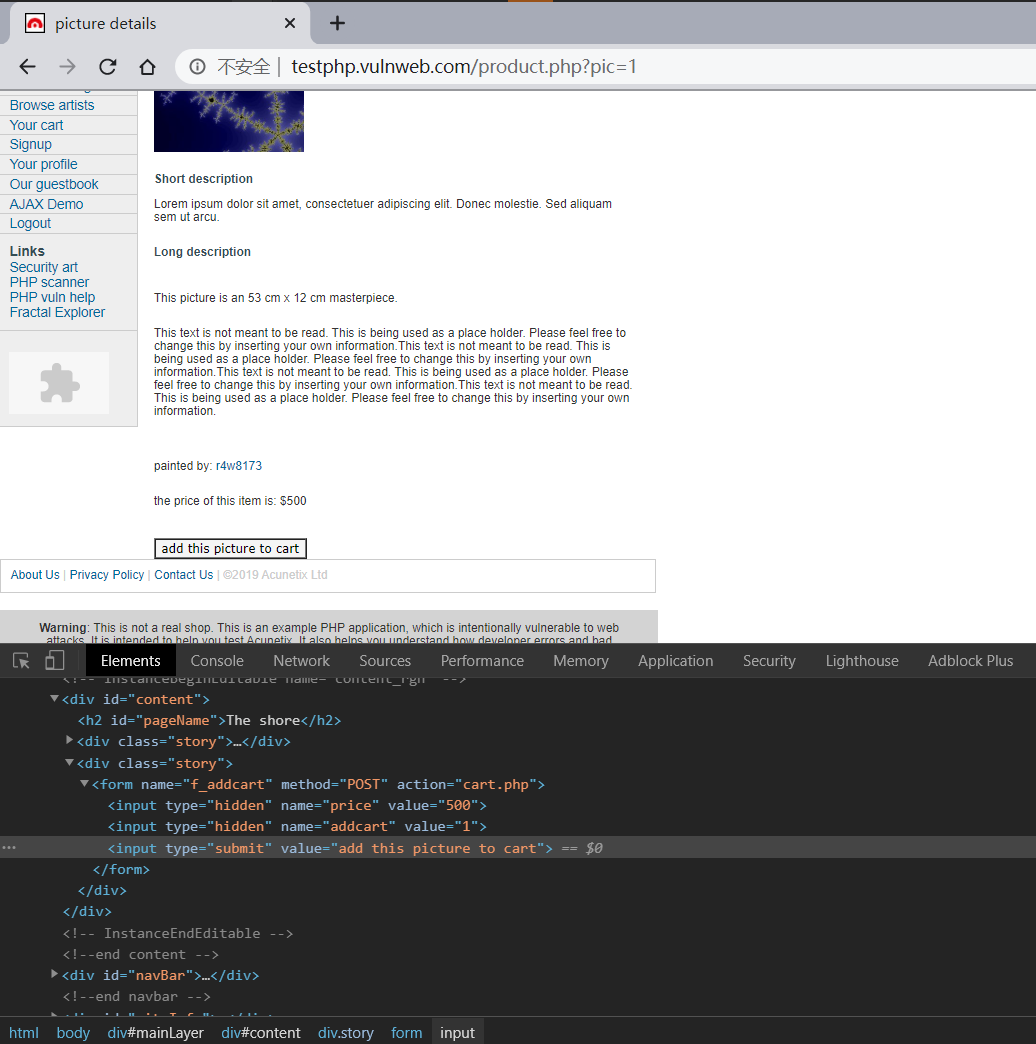 picture details
不安全 | testphp.vulnweb.com/product.php?pic=1
Browse artists
Your cart
Signup
Your profile
Our guestbook
AJAX Demo
Logout
Links
Security art
PHP scanner
PHP vuln help
Fractal Explorer
Short description
Lorem ipsum dolor sit amet, consectetuer adipiscing elit. Donec molestie. Sed aliquam
sem ut arcu.
Long description
This picture is an 53 cm x 12 cm masterpiece.
This text is not meant to be read. This is being used as a place holder. Please feel free to
change this by inserting your own information.This text is not meant to be read. This is
being used as a place holder. Please feel free to change this by inserting your own
information.This text is not meant to be read. This is being used as a place holder. Please
feel free to change this by inserting your own information.This text is not meant to be read.
This is being used as a place holder. Please feel free to change this by inserting your own
information.
painted by: r4w8173
the price of this item is: $500
add this picture to cart
About Us | Privacy Policy | Contact Us | ©2019 Acunetix Ltd
Warning: This is not a real shop. This is an example PHP application, which is intentionally vulnerable to web
attacks. It is intended to help you test Acunetix. It also helps you understand how developer errors and bad
Elements Console Network Sources Performance Memory Application Security Lighthouse Adblock Plus
<!-- InstanceBeginEditable name="content_rgn" -->
<div id="content">
<h2 id="pageName">The shore</h2>
<div class="story">…</div>
<div class="story">
<form name="f_addcart" method="POST" action="cart.php">
<input type="hidden" name="price" value="500">
<input type="hidden" name="addcart" value="1">
<input type="submit" value="add this picture to cart"> == $0
</form>
</div>
</div>
<!-- InstanceEndEditable -->
<!--end content -->
<div id="navBar">…</div>
<!--end navbar -->
html body div#mainLayer div#content div.story form input